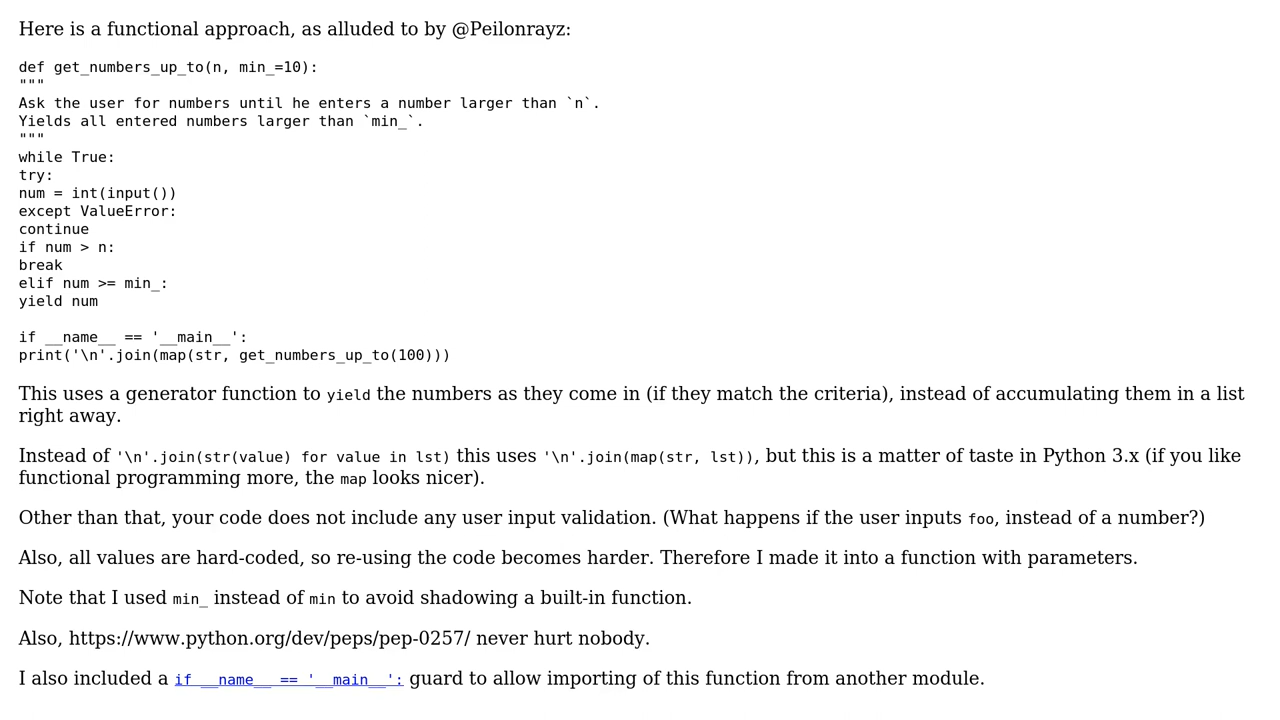 Here is a functional approach, as alluded to by @Peilonrayz:
def get_numbers_up_to(n, min_=10):
"""
Ask the user for numbers until he enters a number larger than `n`.
Yields all entered numbers larger than `min_`.
"""
while True:
try:
num = int(input())
except ValueError:
continue
if num > n:
break
elif num >= min_:
yield num
if __name__ == '__main__':
print('\n'.join(map(str, get_numbers_up_to(100)))
This uses a generator function to yield the numbers as they come in (if they match the criteria), instead of accumulating them in a list
right away.
Instead of '\n'.join(str(value) for value in lst) this uses '\n'.join(map(str, lst)), but this is a matter of taste in Python 3.x (if you like
functional programming more, the map looks nicer).
Other than that, your code does not include any user input validation. (What happens if the user inputs foo, instead of a number?)
Also, all values are hard-coded, so re-using the code becomes harder. Therefore I made it into a function with parameters.
Note that I used min_ instead of min to avoid shadowing a built-in function.
Also, https://www.python.org/dev/peps/pep-0257/ never hurt nobody.
I also included a if __name__ == '__main__': guard to allow importing of this function from another module.